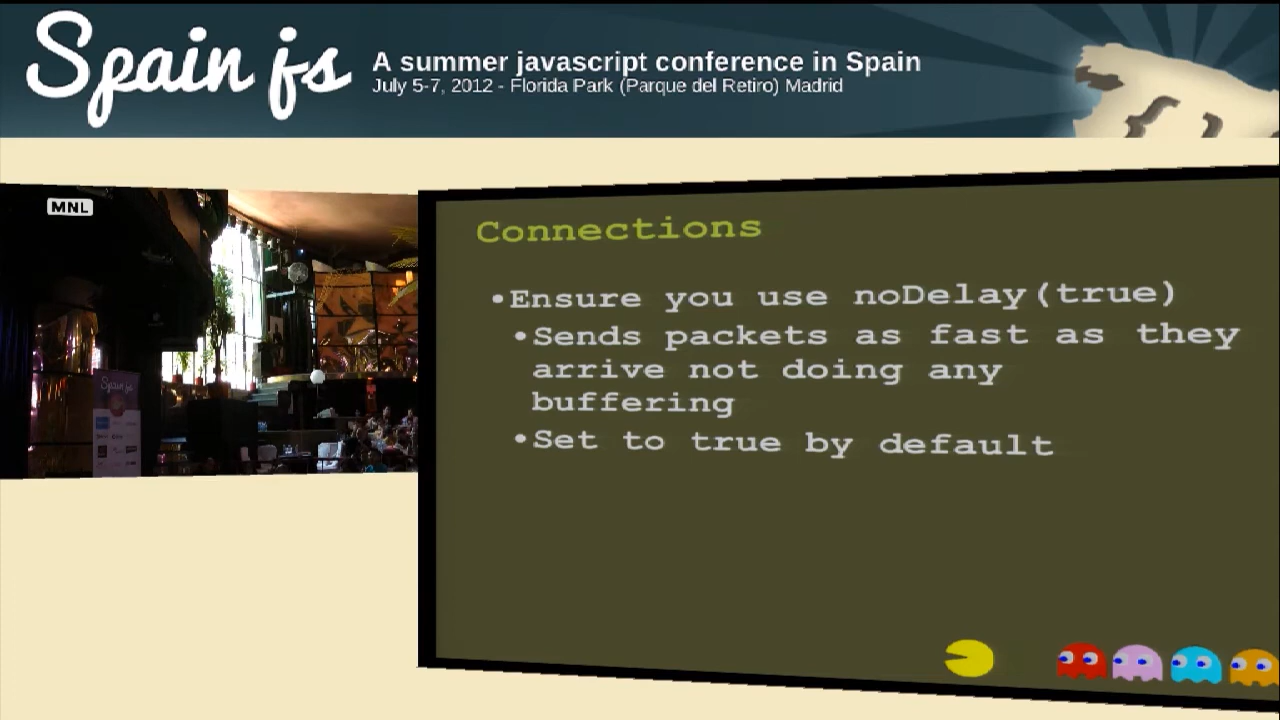 Spain js
A summer javascript conference in Spain
July 5-7, 2012 - Florida Park (Parque del Retiro) Madrid
MNL
Spain js
Connections
•Ensure you use noDelay(true)
•Sends packets as fast as they
arrive not doing any
buffering
•Set to true by default